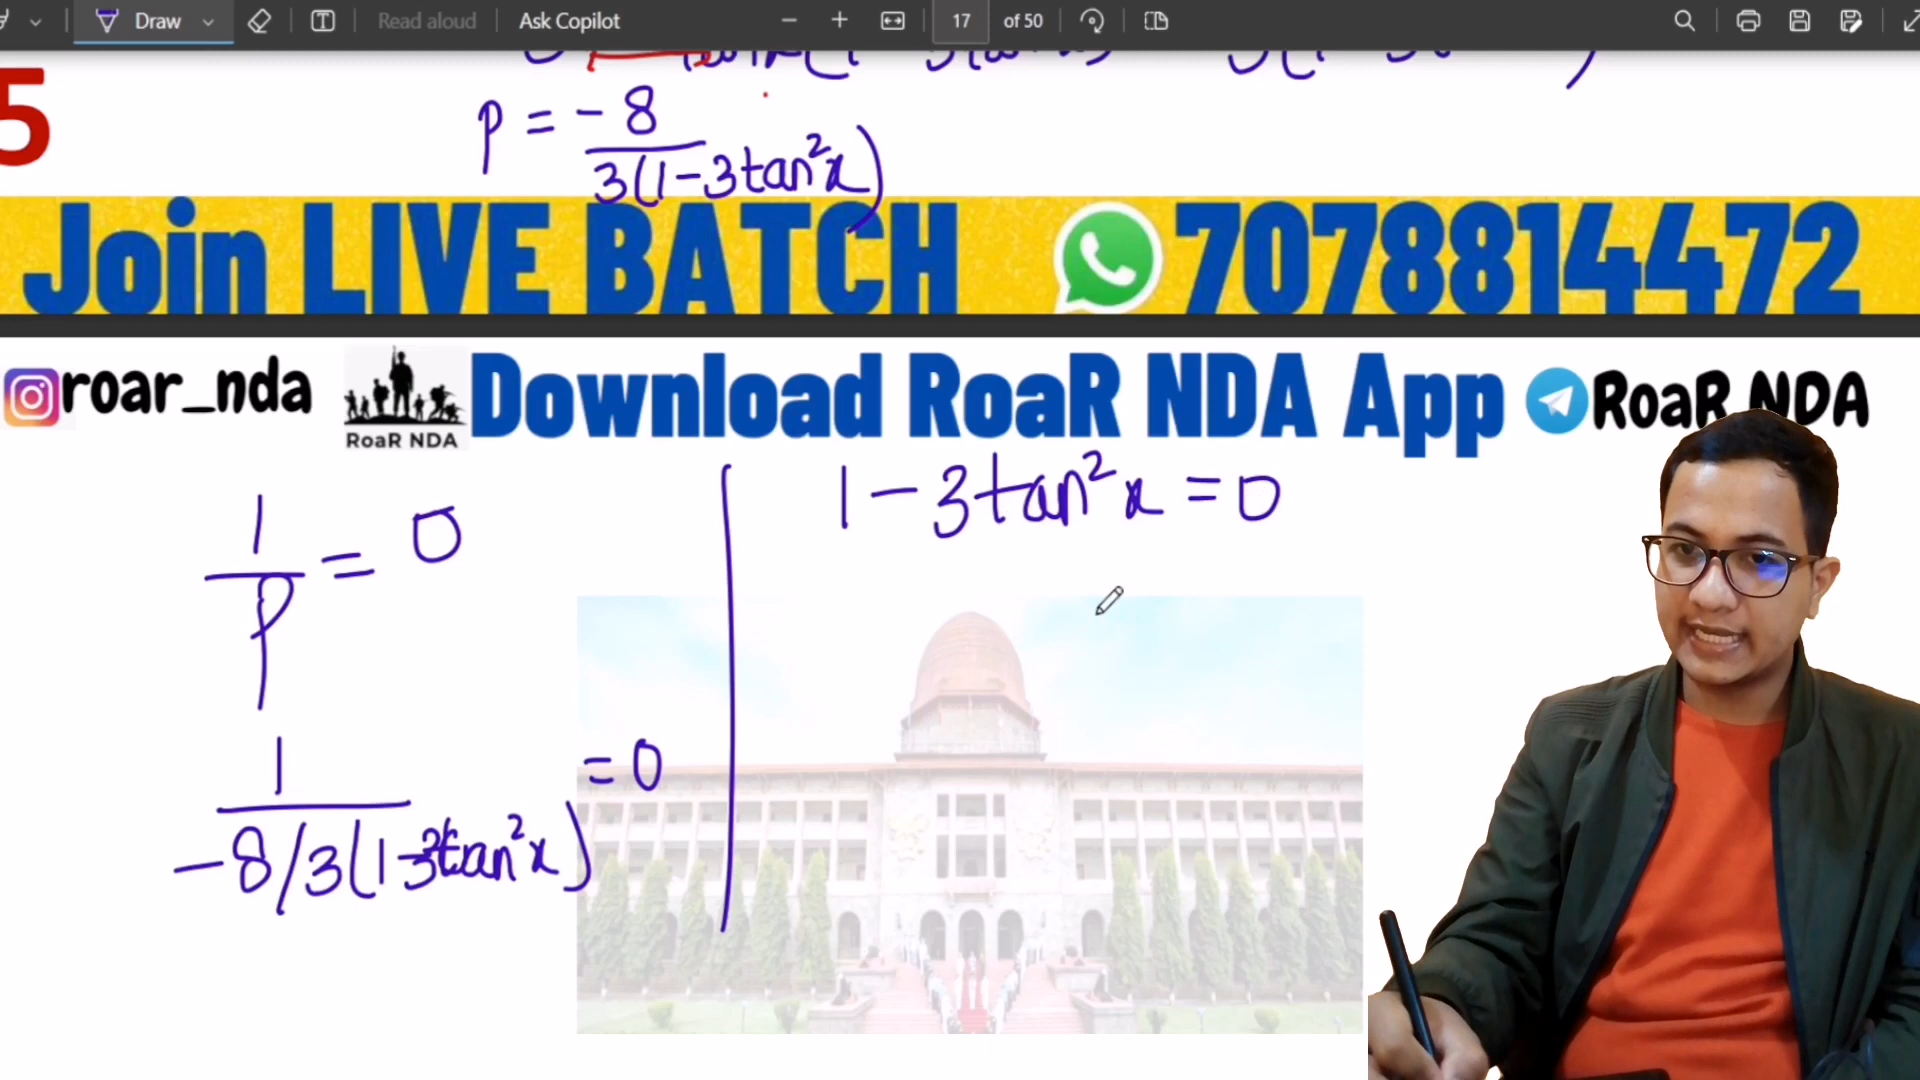 Draw
Read aloud
Ask Copilot
17 of 50
5
p = -8
3(1-3tan²x)
Join LIVE BATCH 7078814472
roar_nda
RoaR NDA
Download RoaR NDA App
RoaR NDA
1/p = 0
1 - 3tan²x = 0
1 = 0
-8/3(1-3tan²x)